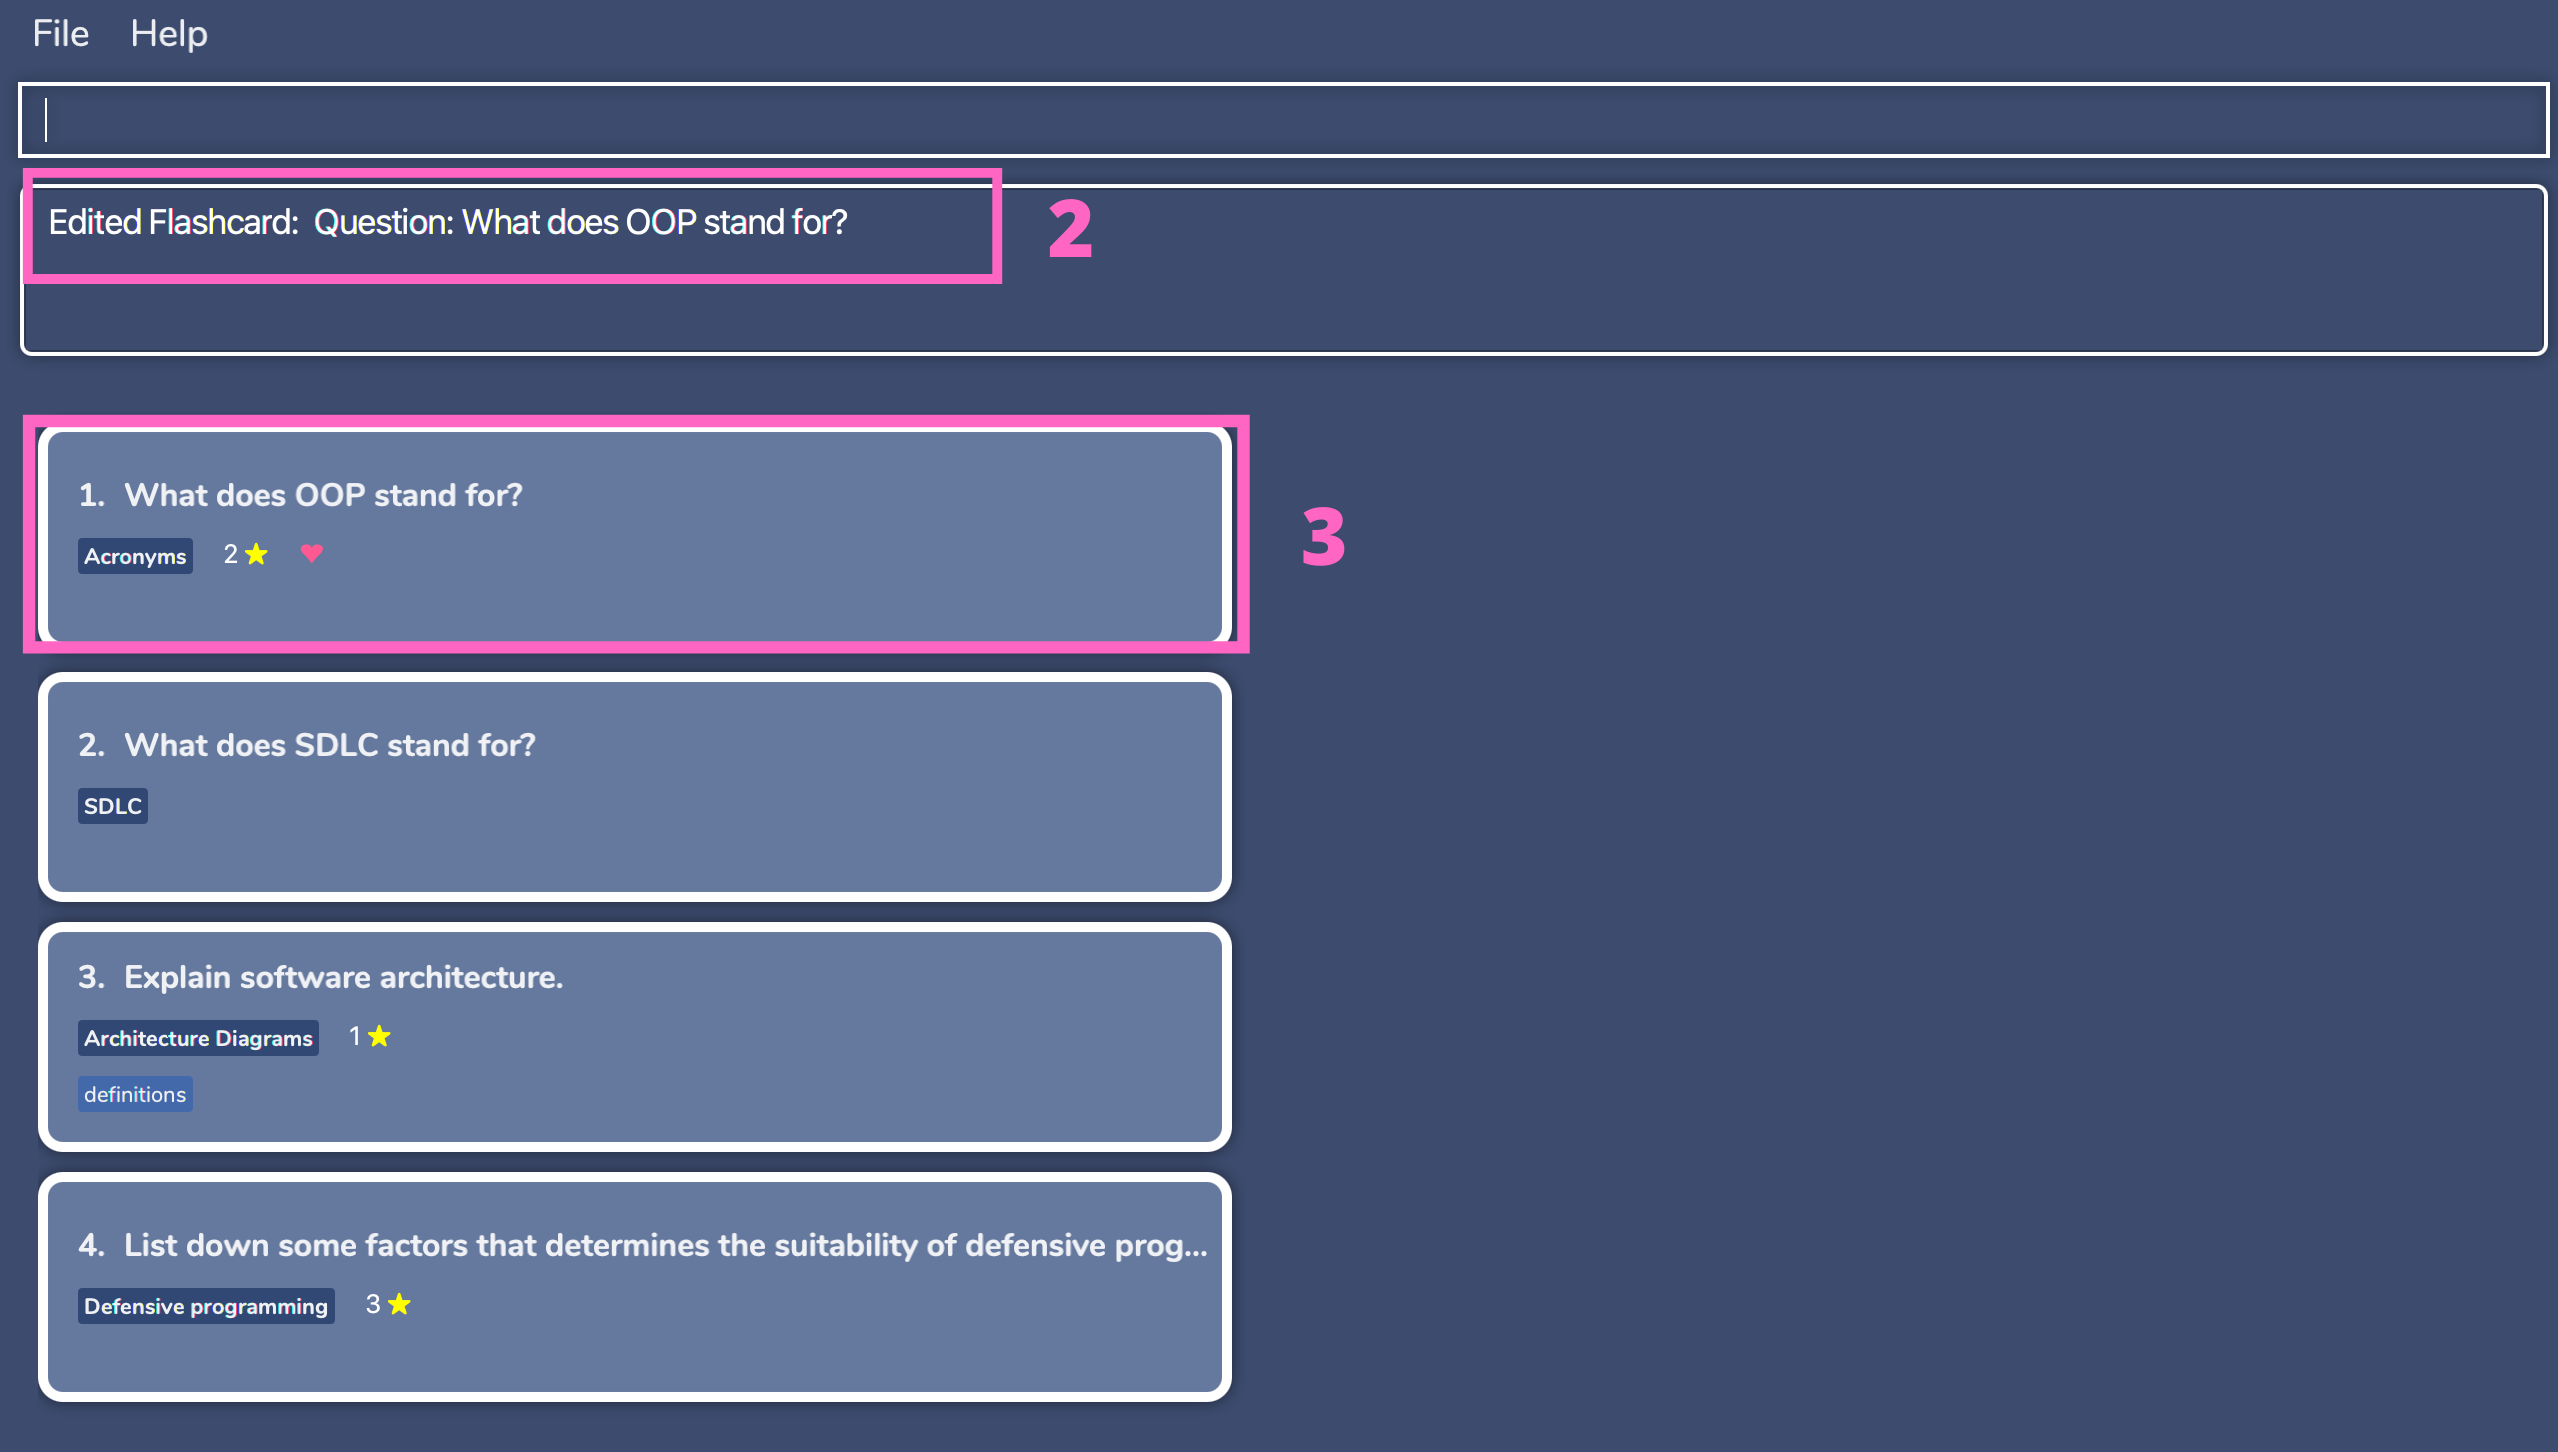 File Help
Edited Flashcard: Question: What does OOP stand for?
2
1. What does OOP stand for?
Acronyms 2 ★ ♥
3
2. What does SDLC stand for?
SDLC
3. Explain software architecture.
Architecture Diagrams 1 ★
definitions
4. List down some factors that determines the suitability of defensive prog...
Defensive programming 3 ★